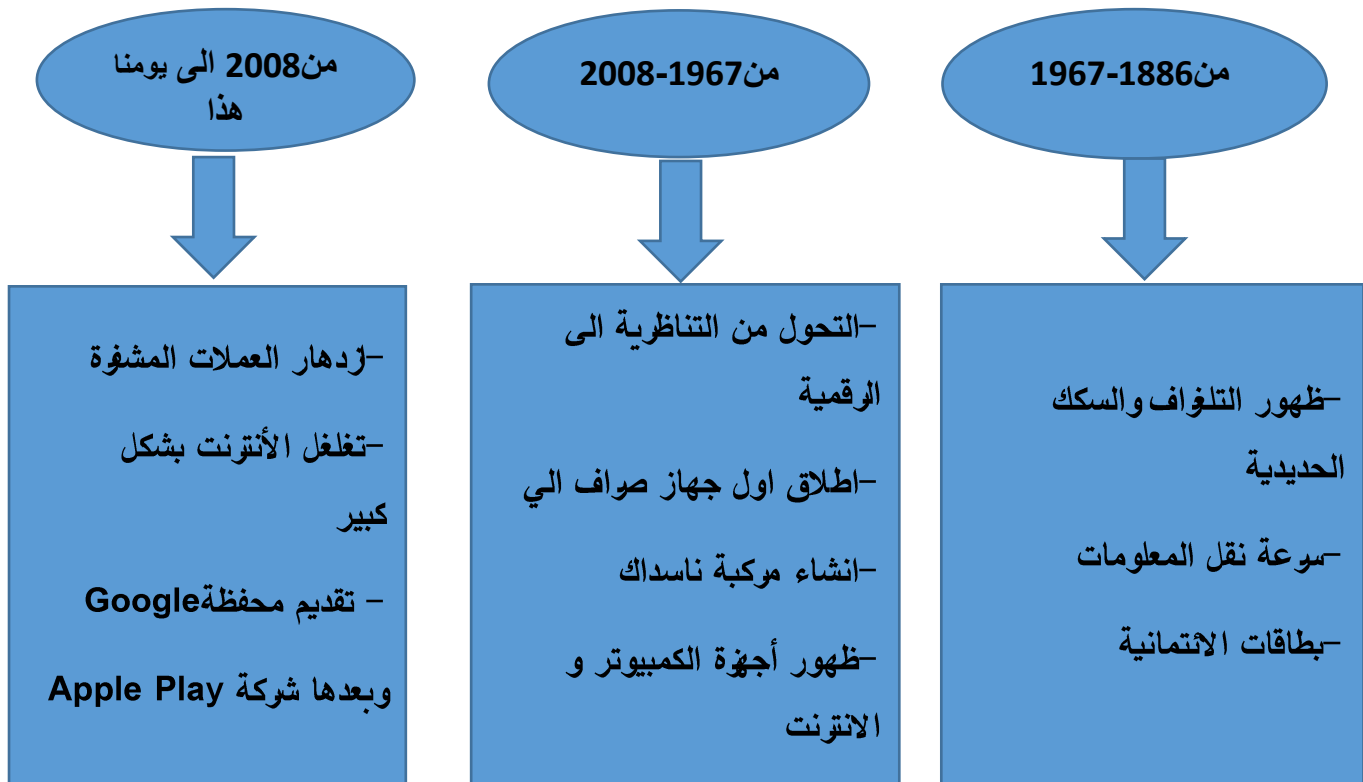 من1886-1967
من1967-2008
من2008 الى يومنا
هذا
-ظهور التلغراف والسكك
الحديدية
-سرعة نقل المعلومات
-بطاقات الائتمانية
-التحول من التناظرية الى
الرقمية
-اطلاق اول جهاز صراف الي
-انشاء مركبة ناسداك
-ظهور أجهزة الكمبيوتر و
الانترنت
-ازدهار العملات المشفرة
-تغلغل الأنترنت بشكل
كبير
- تقديم محفظةGoogle
وبعدها شركة Apple Play